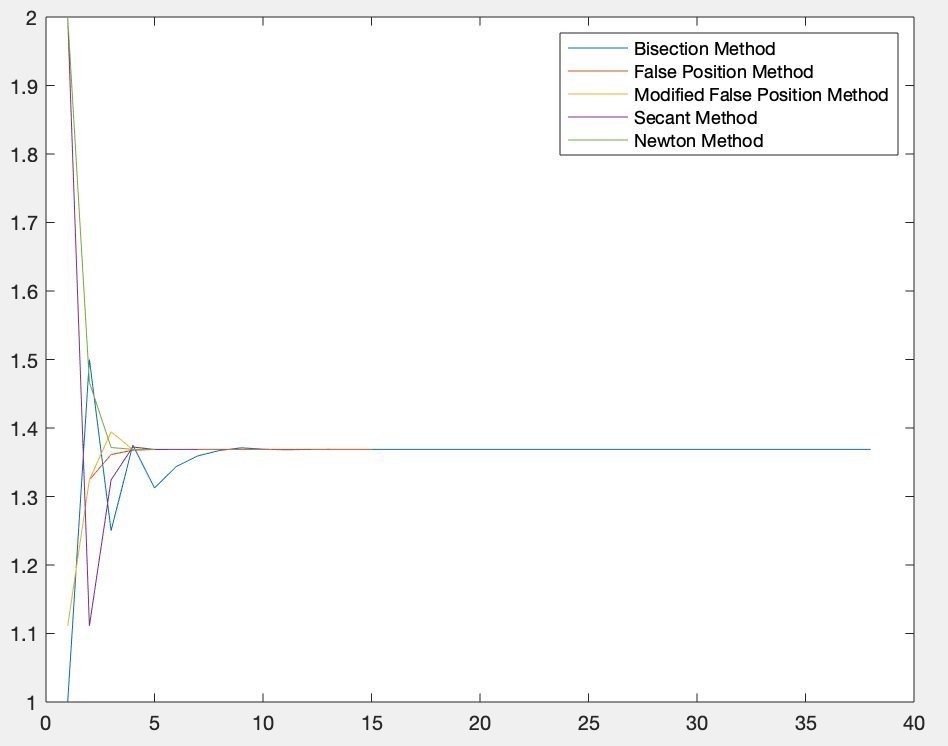 2
1.9
1.8
1.7
1.6
1.5
1.4
1.3
1.2
1.1
1
0 5 10 15 20 25 30 35 40
Bisection Method
False Position Method
Modified False Position Method
Secant Method
Newton Method